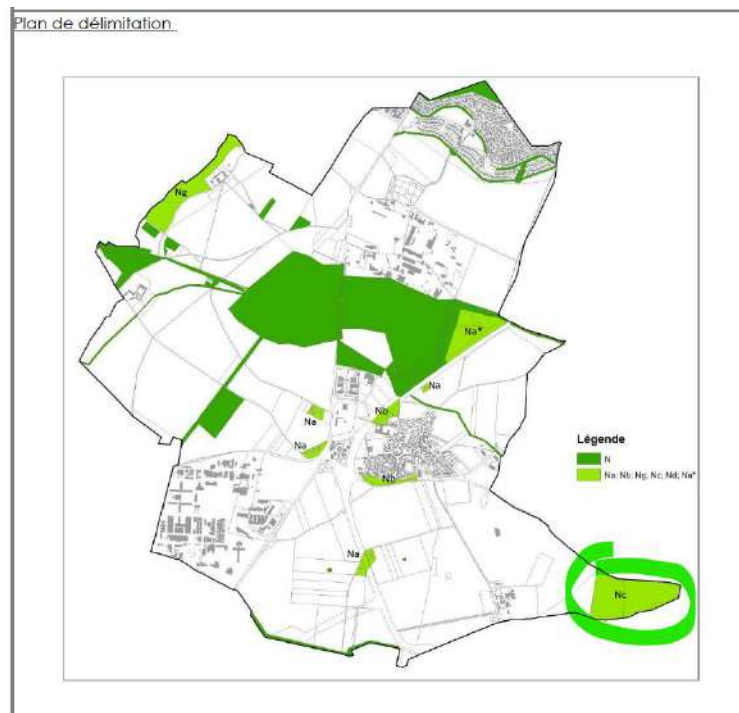 Plan de délimitation
Ng
Na*
Na
Na
Nb
Na
Nb
Légende
N
Na, Nb, Ng, Nc, Nd, Na*
Na
Nc